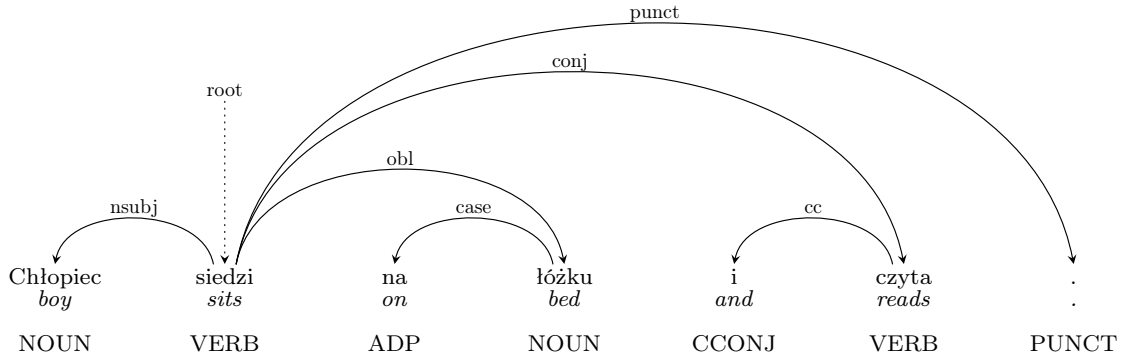 punct
conj
root
obl
nsubj case cc
Chłopiec siedzi na łóżku i czyta .
boy sits on bed and reads .
NOUN VERB ADP NOUN CCONJ VERB PUNCT